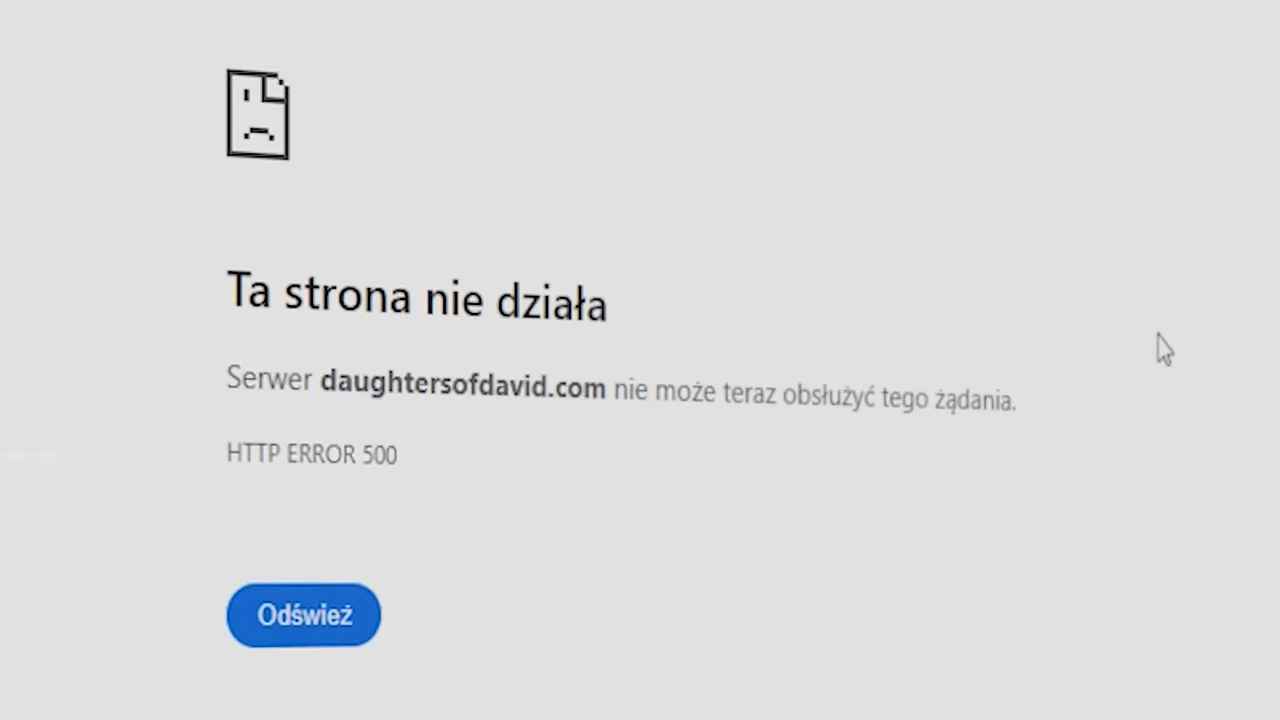 Ta strona nie działa
Serwer daughtersofdavid.com nie może teraz obsłużyć tego żądania.
HTTP ERROR 500
Odśwież